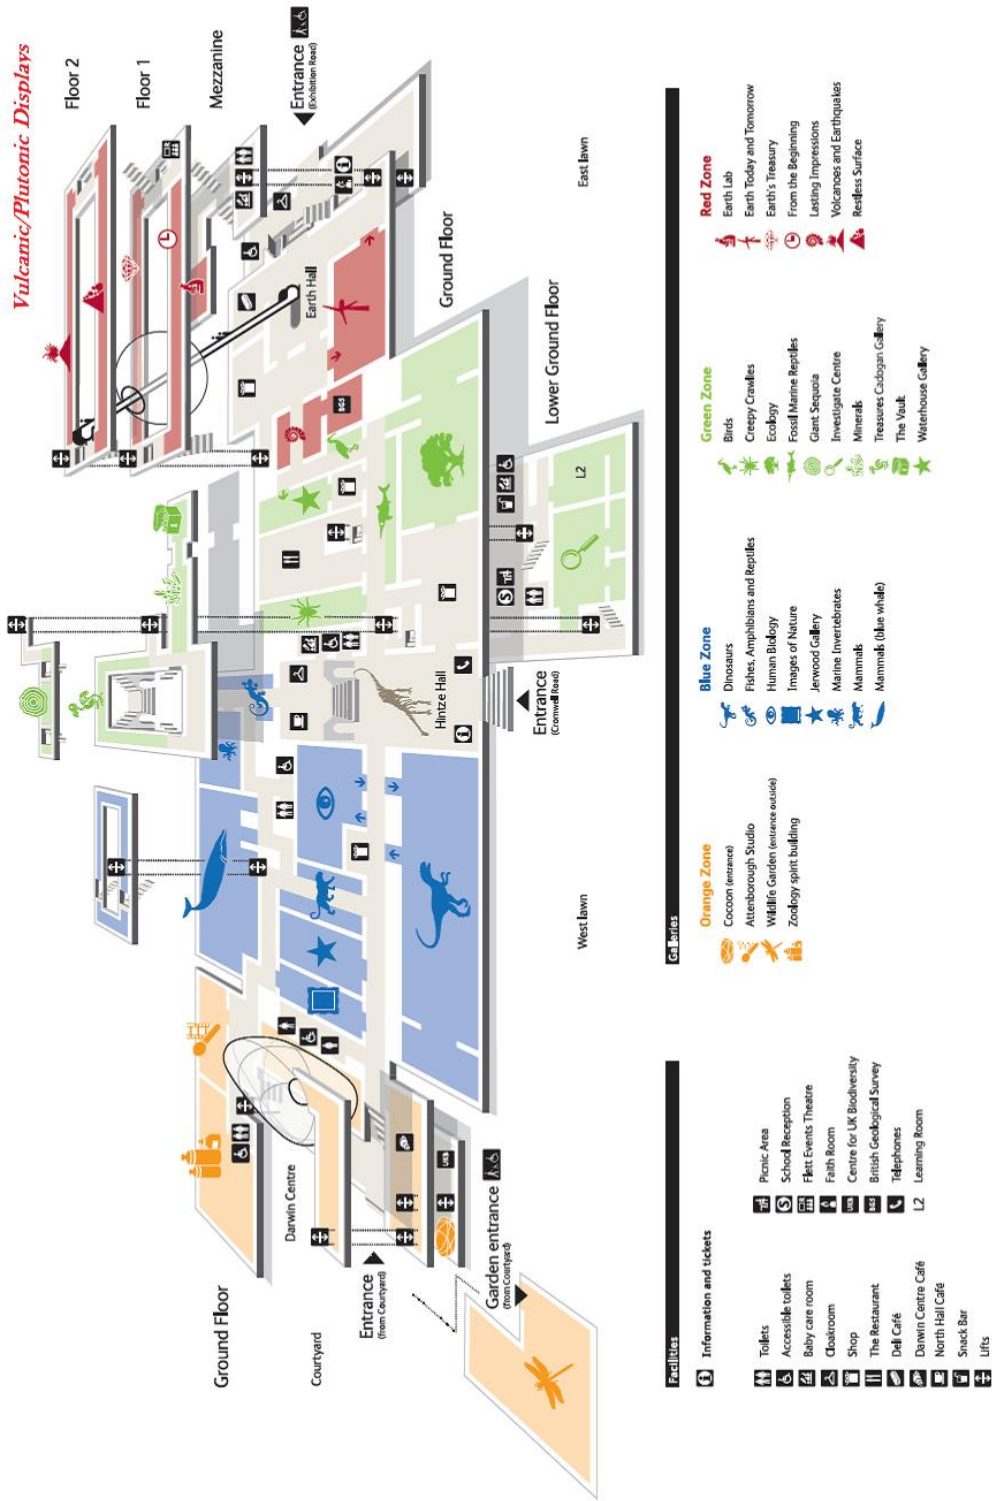 Vulcanic/Plutonic Displays
Floor 2
Floor 1
Mezzanine
Entrance
(Exhibition Road)
Earth Hall
BGS
East lawn
Ground Floor
Lower Ground Floor
L2
Hintze Hall
Entrance
(Cromwell Road)
West lawn
Ground Floor
Darwin Centre
Courtyard
Entrance
(from Courtyard)
UKB
Garden entrance
(from Courtyard)
Facilities
Information and tickets
Toilets
Accessible toilets
Baby care room
Cloakroom
Shop
The Restaurant
Deli Café
Darwin Centre Café
North Hall Café
Snack Bar
Lifts
Picnic Area
School Reception
Flett Events Theatre
Faith Room
UKB Centre for UK Biodiversity
BGS British Geological Survey
Telephones
L2 Learning Room
Galleries
Orange Zone
Cocoon (entrance)
Attenborough Studio
Wildlife Garden (entrance outside)
Zoology spirit building
Blue Zone
Dinosaurs
Fishes, Amphibians and Reptiles
Human Biology
Images of Nature
Jerwood Gallery
Marine Invertebrates
Mammals
Mammals (blue whale)
Green Zone
Birds
Creepy Crawlies
Ecology
Fossil Marine Reptiles
Giant Sequoia
Investigate Centre
Minerals
Treasures Cadogan Gallery
The Vault
Waterhouse Gallery
Red Zone
Earth Lab
Earth Today and Tomorrow
Earth's Treasury
From the Beginning
Lasting Impressions
Volcanoes and Earthquakes
Restless Surface